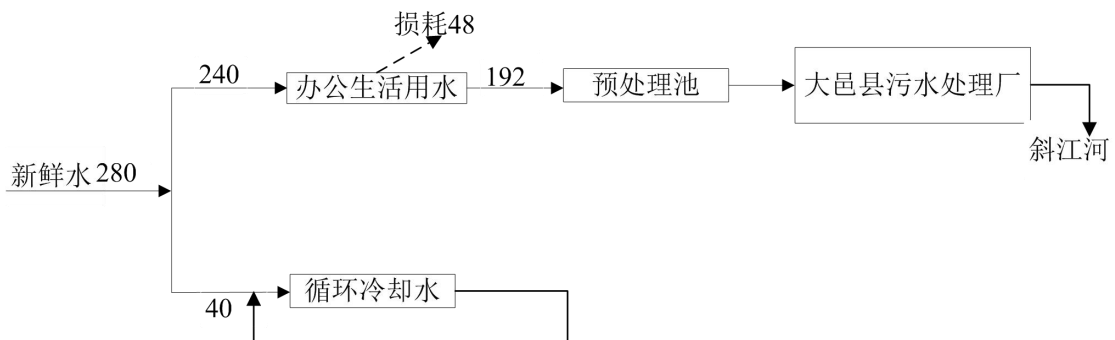 损耗48
240
办公生活用水
192
预处理池
大邑县污水处理厂
斜江河
新鲜水280
40
循环冷却水